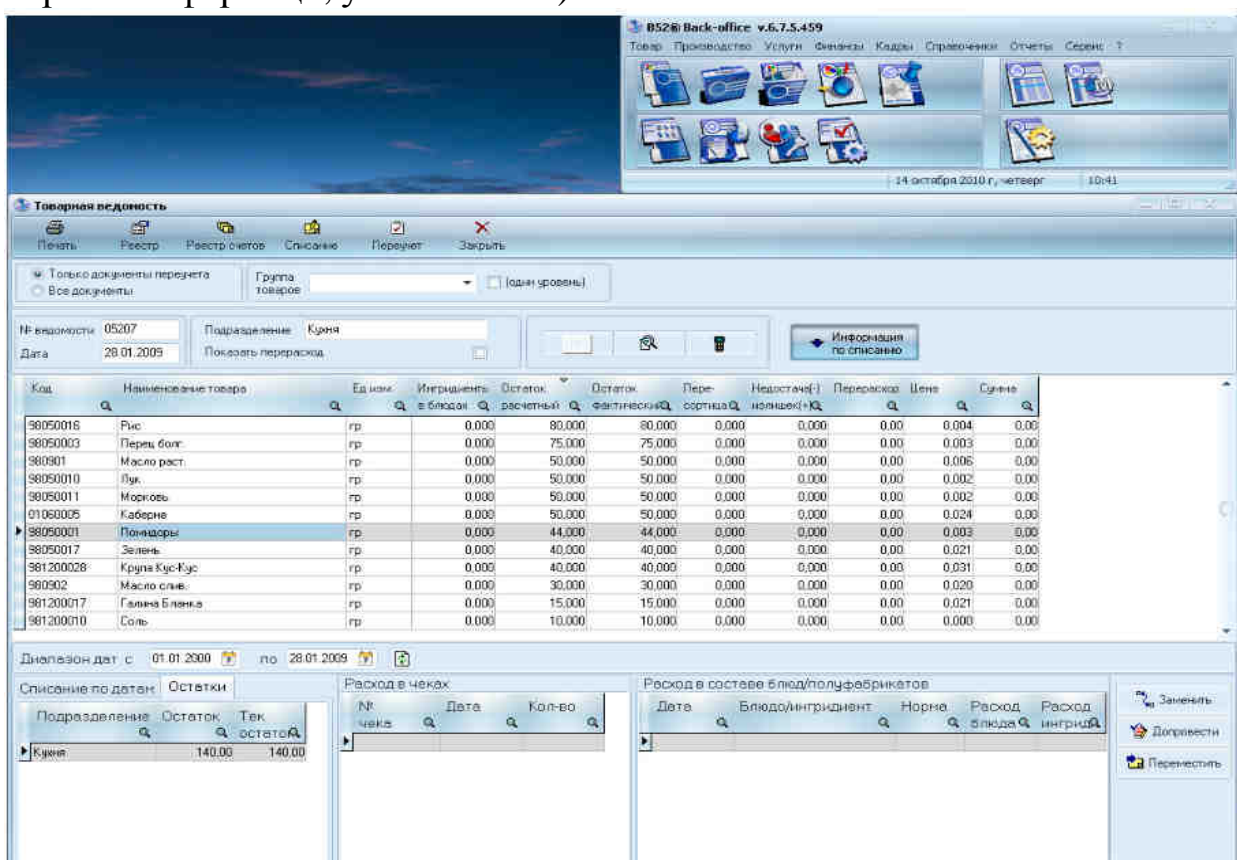 B52® Back-office v.6.7.5.459
Товар Производство Услуги Финансы Кадры Справочники Отчеты Сервис ?
14 октября 2010 г, четверг 10:41
Товарная ведомость
Печать Реестр Реестр счетов Списание Переучет Закрыть
Только документы переучета Группа товаров (один уровень)
Все документы
№ ведомости 05207 Подразделение Кухня
Дата 28.01.2009 Показать перерасход Информация по списанию
Код Наименование товара Ед изм. Ингридиенты Остаток Остаток Пере- Недостача(-) Перерасход Цена Сумма
в блюдах расчетный фактический сортица излишек(+)
98050016 Рис гр 0.000 80,000 80,000 0,000 0,000 0,00 0,004 0,00
98050003 Перец болг. гр 0.000 75,000 75,000 0,000 0,000 0,00 0,003 0,00
980901 Масло раст. гр 0.000 50,000 50,000 0,000 0,000 0,00 0,006 0,00
98050010 Лук. гр 0.000 50,000 50,000 0,000 0,000 0,00 0,002 0,00
98050011 Морковь гр 0.000 50,000 50,000 0,000 0,000 0,00 0,002 0,00
01060005 Каберне гр 0.000 50,000 50,000 0,000 0,000 0,00 0,024 0,00
98050001 Помидоры гр 0.000 44,000 44,000 0,000 0,000 0,00 0,003 0,00
98050017 Зелень гр 0.000 40,000 40,000 0,000 0,000 0,00 0,021 0,00
981200028 Крупа Кус-Кус гр 0.000 40,000 40,000 0,000 0,000 0,00 0,031 0,00
980902 Масло слив. гр 0.000 30,000 30,000 0,000 0,000 0,00 0,020 0,00
981200017 Галина Бланка гр 0.000 15,000 15,000 0,000 0,000 0,00 0,021 0,00
981200010 Соль гр 0.000 10,000 10,000 0,000 0,000 0,00 0,000 0,00
Диапазон дат с 01.01.2000 по 28.01.2009
Списание по датам Остатки Расход в чеках Расход в составе блюд/полуфабрикатов
Подразделение Остаток Тек остаток № чека Дата Кол-во Дата Блюдо/ингридиент Норма Расход блюда Расход ингрид
Кухня 140.00 140.00
Заменить
Допровести
Переместить